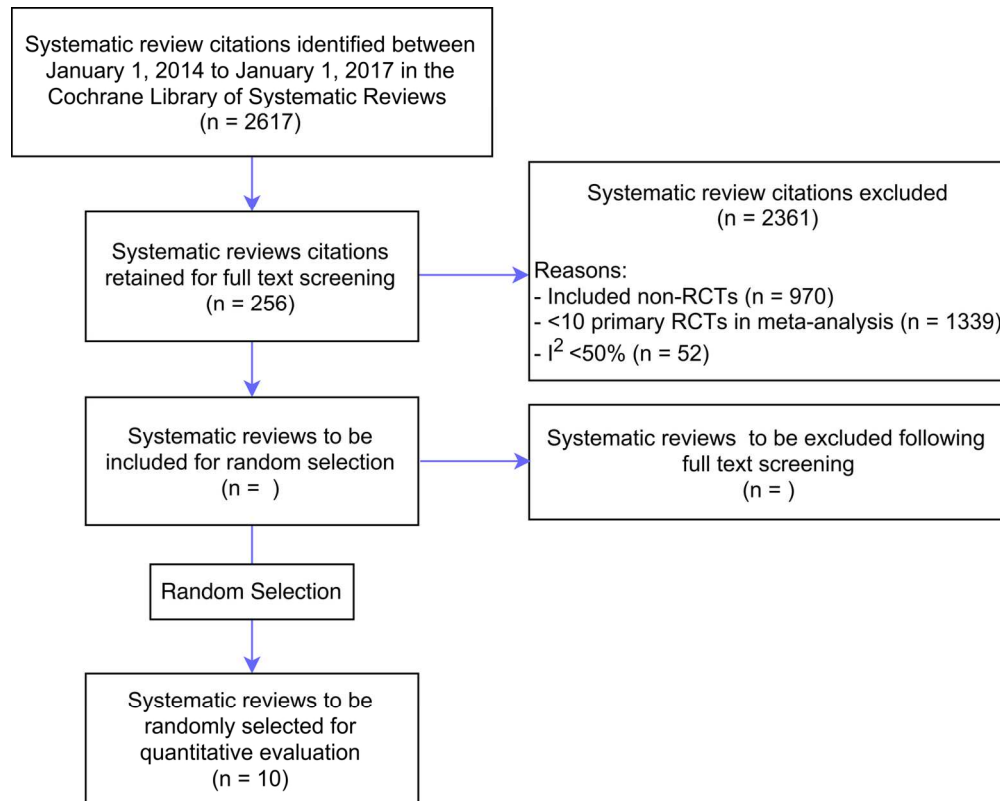 Systematic review citations identified between
January 1, 2014 to January 1, 2017 in the
Cochrane Library of Systematic Reviews
(n = 2617)
Systematic review citations excluded
(n = 2361)
Reasons:
- Included non-RCTs (n = 970)
- <10 primary RCTs in meta-analysis (n = 1339)
- I² <50% (n = 52)
Systematic reviews citations
retained for full text screening
(n = 256)
Systematic reviews to be
included for random selection
(n = )
Systematic reviews to be excluded following
full text screening
(n = )
Random Selection
Systematic reviews to be
randomly selected for
quantitative evaluation
(n = 10)